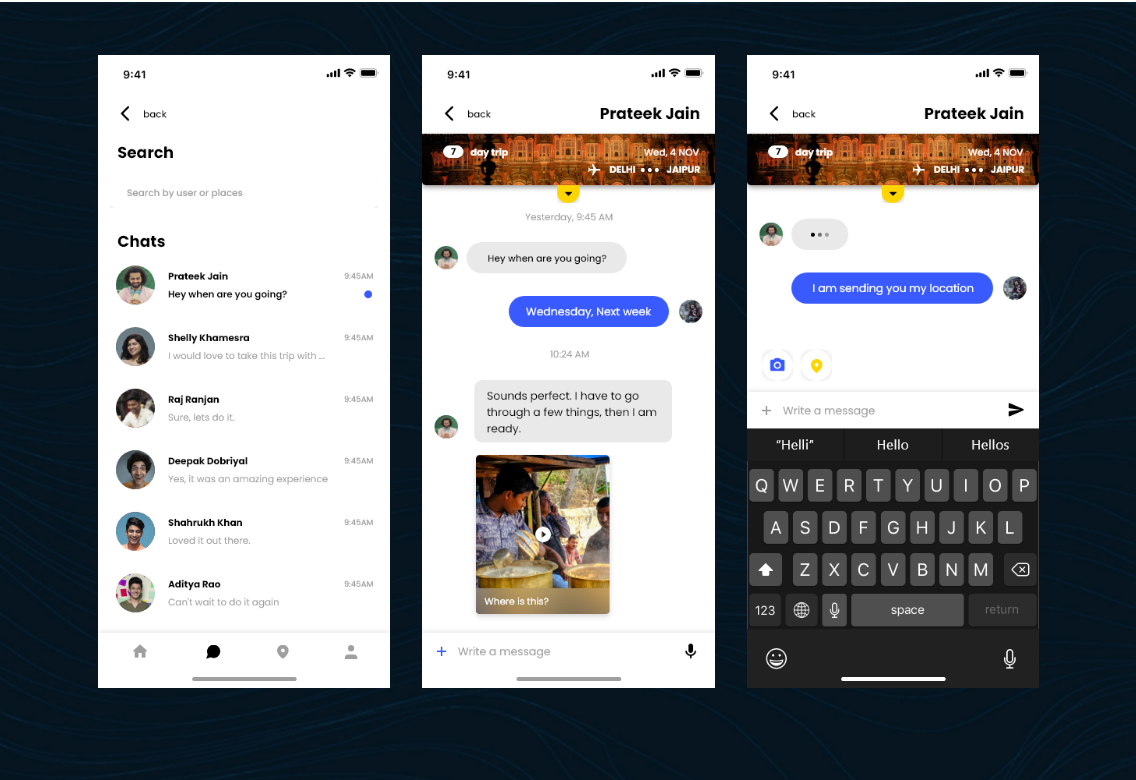 9:41
back
Search
Search by user or places
Chats
Prateek Jain
9:45AM
Hey when are you going?
Shelly Khamesra
9:45AM
I would love to take this trip with ...
Raj Ranjan
9:45AM
Sure, lets do it.
Deepak Dobriyal
9:45AM
Yes, it was an amazing experience
Shahrukh Khan
9:45AM
Loved it out there.
Aditya Rao
9:45AM
Can't wait to do it again
9:41
back
Prateek Jain
7 day trip
Wed, 4 NOV
DELHI ••• JAIPUR
Yesterday, 9:45 AM
Hey when are you going?
Wednesday, Next week
10:24 AM
Sounds perfect. I have to go
through a few things, then I am
ready.
Where is this?
+ Write a message
9:41
back
Prateek Jain
7 day trip
Wed, 4 NOV
DELHI ••• JAIPUR
I am sending you my location
+ Write a message
“Helli” Hello Hellos
Q W E R T Y U I O P
A S D F G H J K L
Z X C V B N M
123 space return